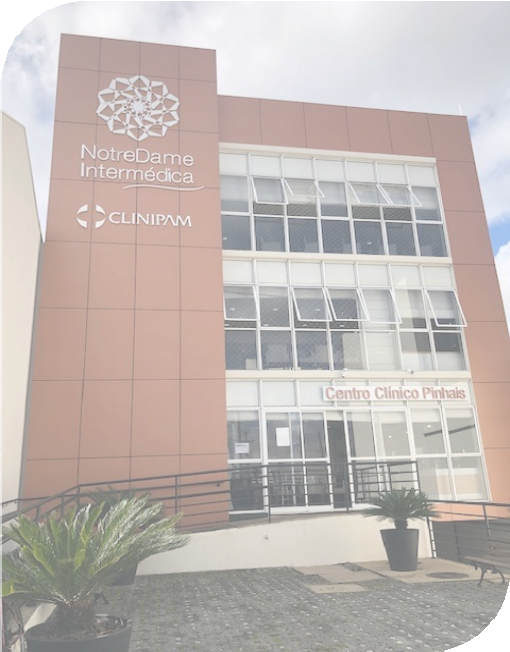 NotreDame
Intermédica
CLINIPAM
Centro Clínico Pinhais